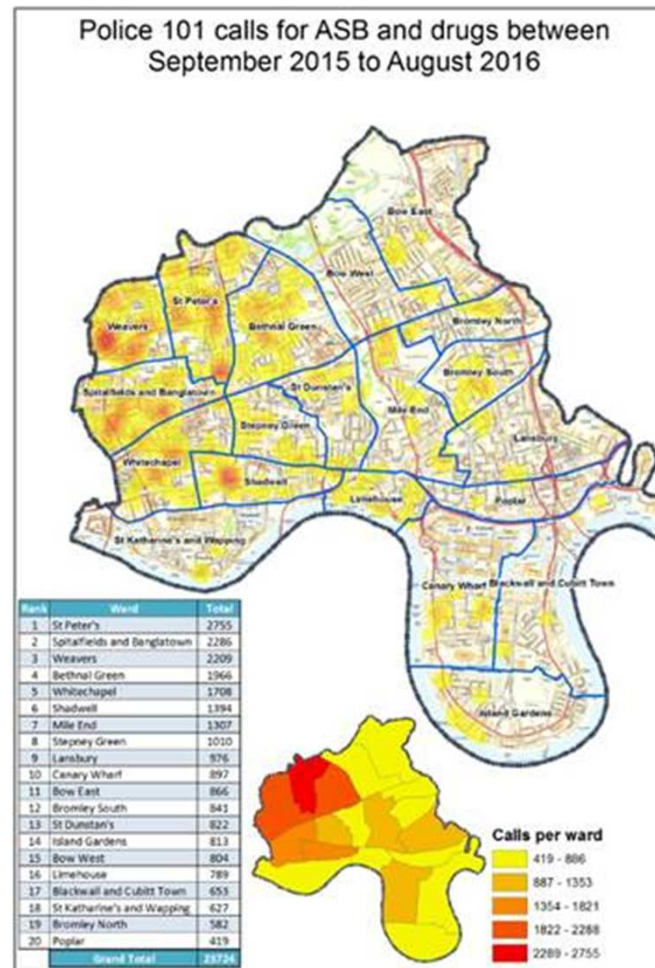 Police 101 calls for ASB and drugs between
September 2015 to August 2016
Bow East
Bow West
St Peter's
Weavers
Bethnal Green
Bromley North
Spitalfields and Banglatown
St Dunstan's
Bromley South
Mile End
Stepney Green
Lansbury
Whitechapel
Shadwell
Limehouse
Poplar
St Katharine's and Wapping
Canary Wharf
Blackwall and Cubitt Town
Island Gardens
Rank Ward Total
1 St Peter's 2755
2 Spitalfields and Banglatown 2286
3 Weavers 2209
4 Bethnal Green 1966
5 Whitechapel 1708
6 Shadwell 1394
7 Mile End 1307
8 Stepney Green 1010
9 Lansbury 976
10 Canary Wharf 897
11 Bow East 866
12 Bromley South 841
13 St Dunstan's 822
14 Island Gardens 813
15 Bow West 804
16 Limehouse 789
17 Blackwall and Cubitt Town 653
18 St Katharine's and Wapping 627
19 Bromley North 582
20 Poplar 419
Grand Total 23724
Calls per ward
419 - 886
887 - 1353
1354 - 1821
1822 - 2288
2289 - 2755